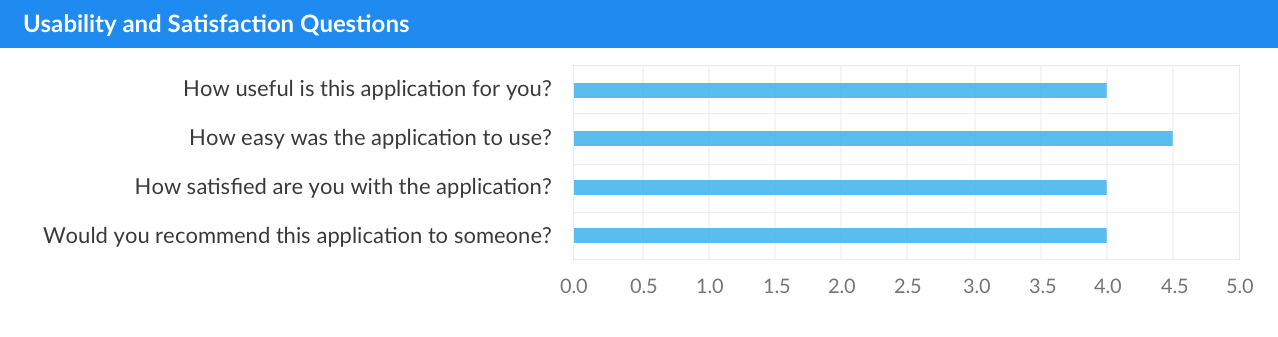 Usability and Satisfaction Questions
How useful is this application for you?
How easy was the application to use?
How satisfied are you with the application?
Would you recommend this application to someone?
0.0 0.5 1.0 1.5 2.0 2.5 3.0 3.5 4.0 4.5 5.0